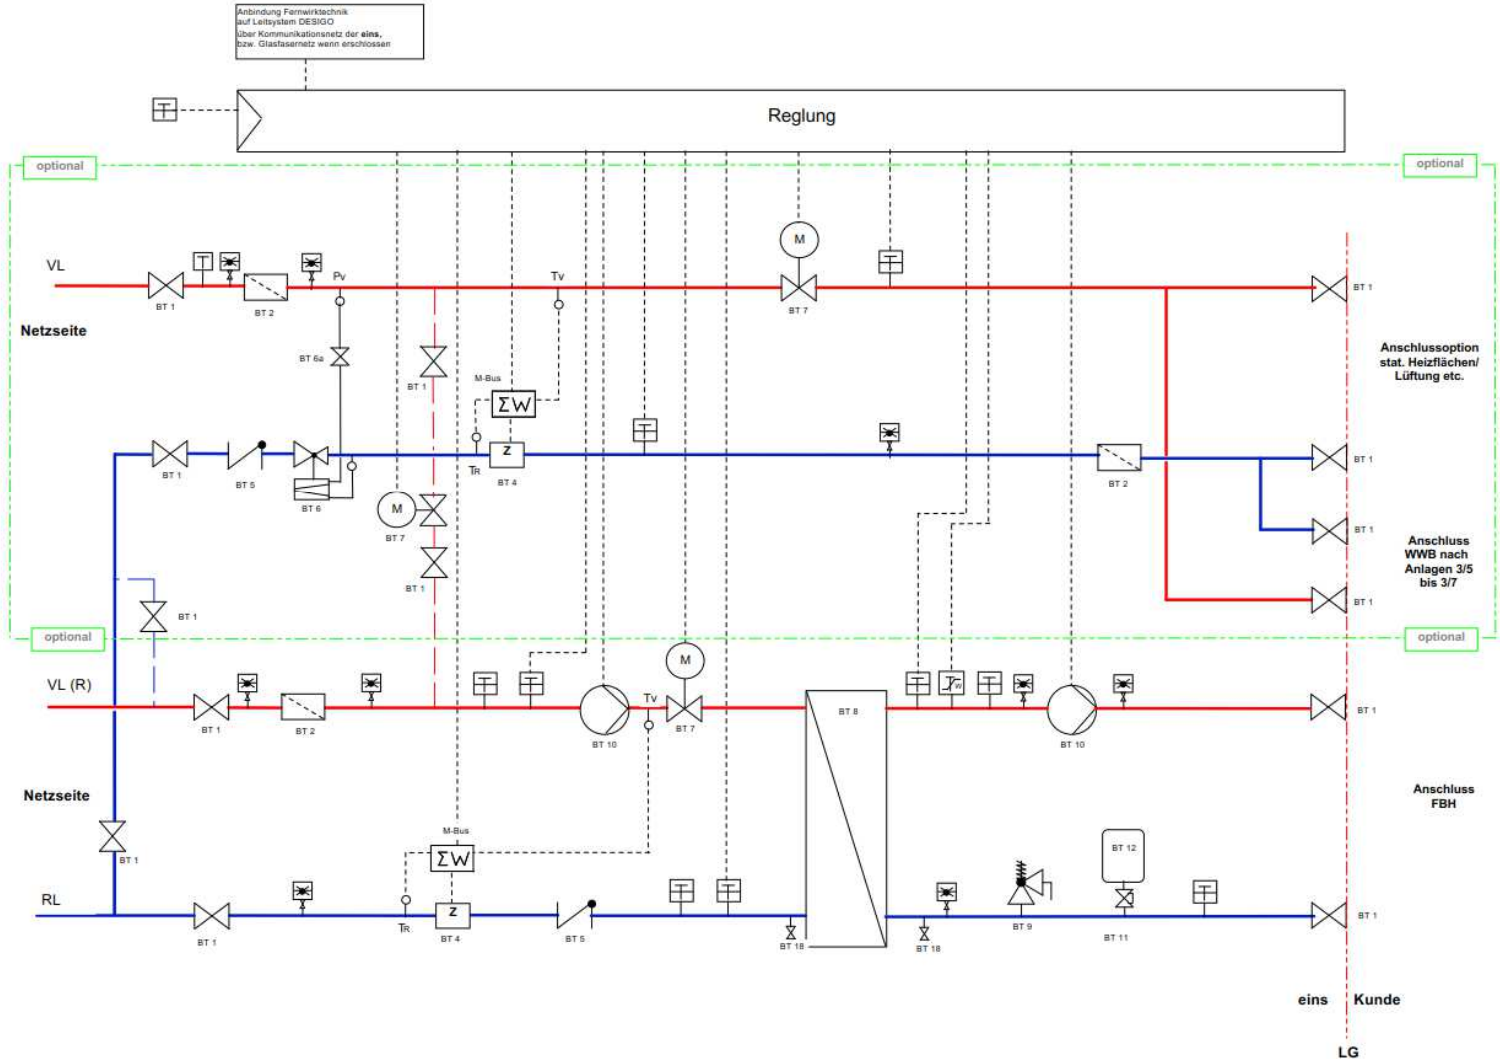 Anbindung Fernwirktechnik
auf Leitsystem DESIGO
über Kommunikationsnetz der eins,
bzw. Glasfasernetz wenn erschlossen
T
Reglung
optional
optional
M
VL
T
Pv
Tv
T
BT 1
BT 2
BT 7
BT 1
Netzseite
BT 6a
BT 1
M-Bus
ΣW
Anschlussoption
stat. Heizflächen/
Lüftung etc.
T
Z
BT 1
BT 5
TR
BT 4
BT 2
BT 1
BT 6
M
BT 7
BT 1
Anschluss
WWB nach
Anlagen 3/5
bis 3/7
BT 1
BT 1
BT 1
optional
optional
M
VL (R)
T
T
Tv
T
W
T
BT 8
BT 1
BT 1
BT 2
BT 10
BT 7
BT 10
Netzseite
Anschluss
FBH
M-Bus
BT 1
ΣW
BT 12
RL
T
T
T
Z
BT 1
BT 1
TR
BT 4
BT 5
BT 18
BT 18
BT 9
BT 11
eins
Kunde
LG